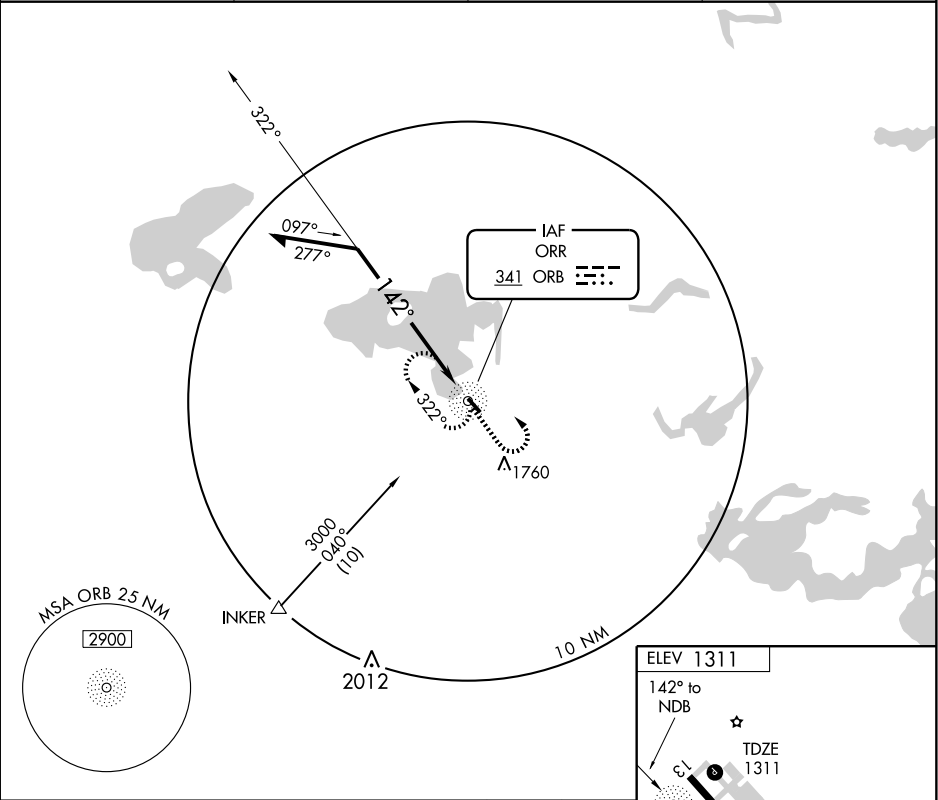 322°
097°
277°
142°
IAF
ORR
341 ORB
322°
1760
3000
040°
(10)
INKER
2012
10 NM
MSA ORB 25 NM
2900
ELEV 1311
142° to
NDB
TDZE
1311
13
P